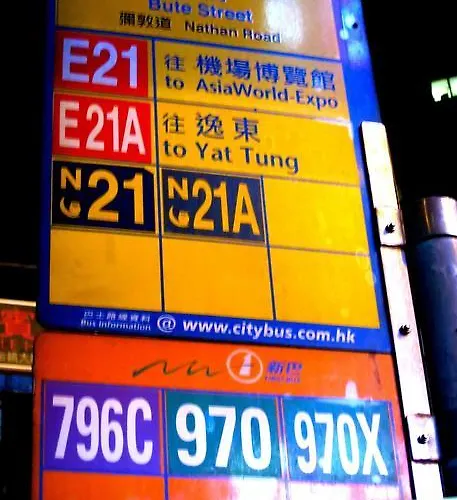 Bute Street
彌敦道 Nathan Road
E21 往 機場博覽館
to AsiaWorld-Expo
E21A 往 逸東
to Yat Tung
N21 N21A
巴士路線資料
Bus Information @ www.citybus.com.hk
新巴
796C 970 970X